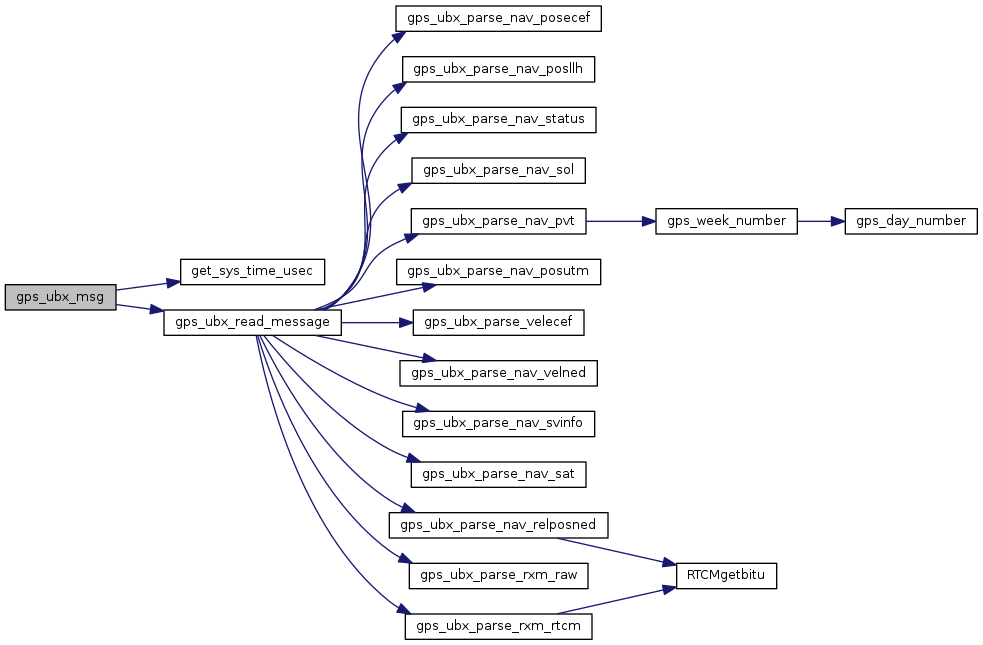 gps_ubx_msg
get_sys_time_usec
gps_ubx_read_message
gps_ubx_parse_nav_posecef
gps_ubx_parse_nav_posllh
gps_ubx_parse_nav_status
gps_ubx_parse_nav_sol
gps_ubx_parse_nav_pvt
gps_ubx_parse_nav_posutm
gps_ubx_parse_velecef
gps_ubx_parse_nav_velned
gps_ubx_parse_nav_svinfo
gps_ubx_parse_nav_sat
gps_ubx_parse_nav_relposned
gps_ubx_parse_rxm_raw
gps_ubx_parse_rxm_rtcm
gps_week_number
gps_day_number
RTCMgetbitu